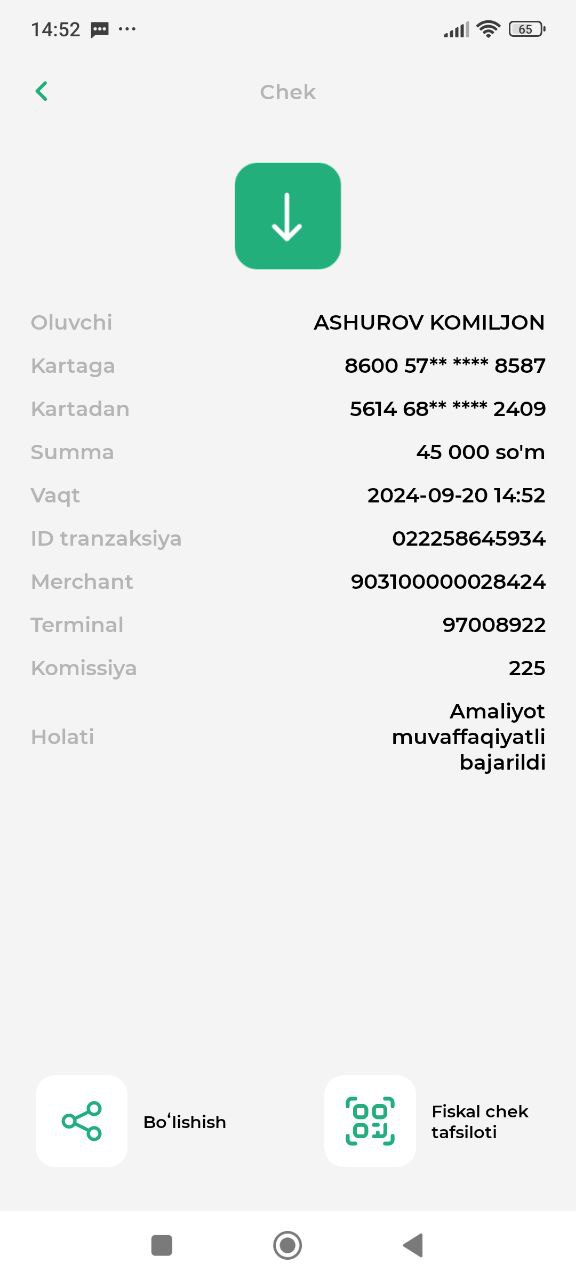 14:52
65
Chek
Oluvchi ASHUROV KOMILJON
Kartaga 8600 57** **** 8587
Kartadan 5614 68** **** 2409
Summa 45 000 so'm
Vaqt 2024-09-20 14:52
ID tranzaksiya 022258645934
Merchant 903100000028424
Terminal 97008922
Komissiya 225
Holati Amaliyot
muvaffaqiyatli
bajarildi
Boʻlishish
Fiskal chek
tafsiloti